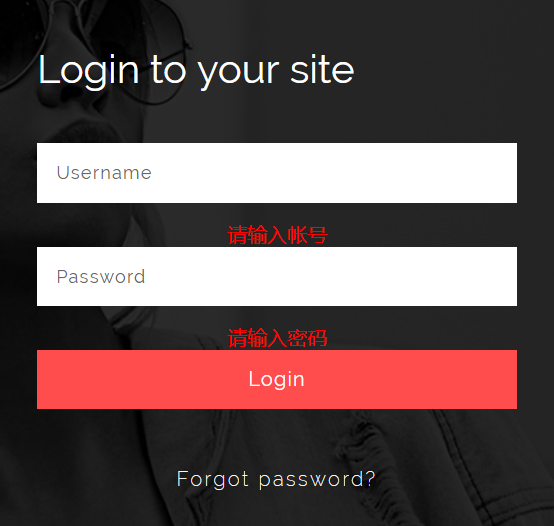 Login to your site
Username
请输入帐号
Password
请输入密码
Login
Forgot password?